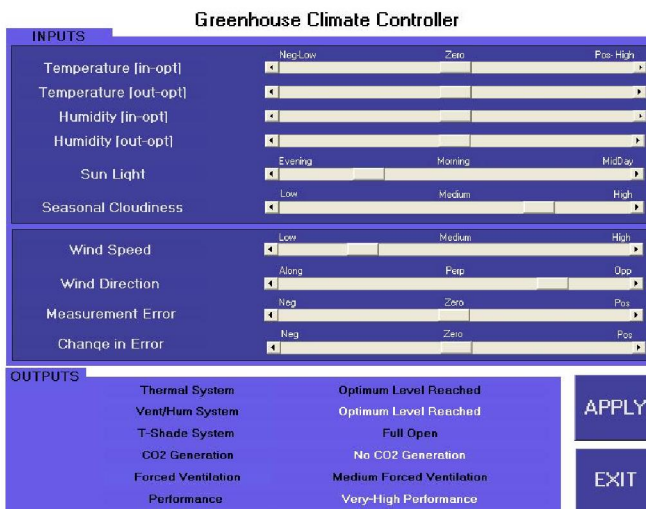 Greenhouse Climate Controller
INPUTS
Neg-Low Zero Pos-High
Temperature [in-opt]
Temperature [out-opt]
Humidity [in-opt]
Humidity [out-opt]
Evening Morning MidDay
Sun Light
Low Medium High
Seasonal Cloudiness
Low Medium High
Wind Speed
Along Perp Opp
Wind Direction
Neg Zero Pos
Measurement Error
Neg Zero Pos
Change in Error
OUTPUTS
Thermal System Optimum Level Reached
Vent/Hum System Optimum Level Reached
T-Shade System Full Open
CO2 Generation No CO2 Generation
Forced Ventilation Medium Forced Ventilation
Performance Very-High Performance
APPLY
EXIT